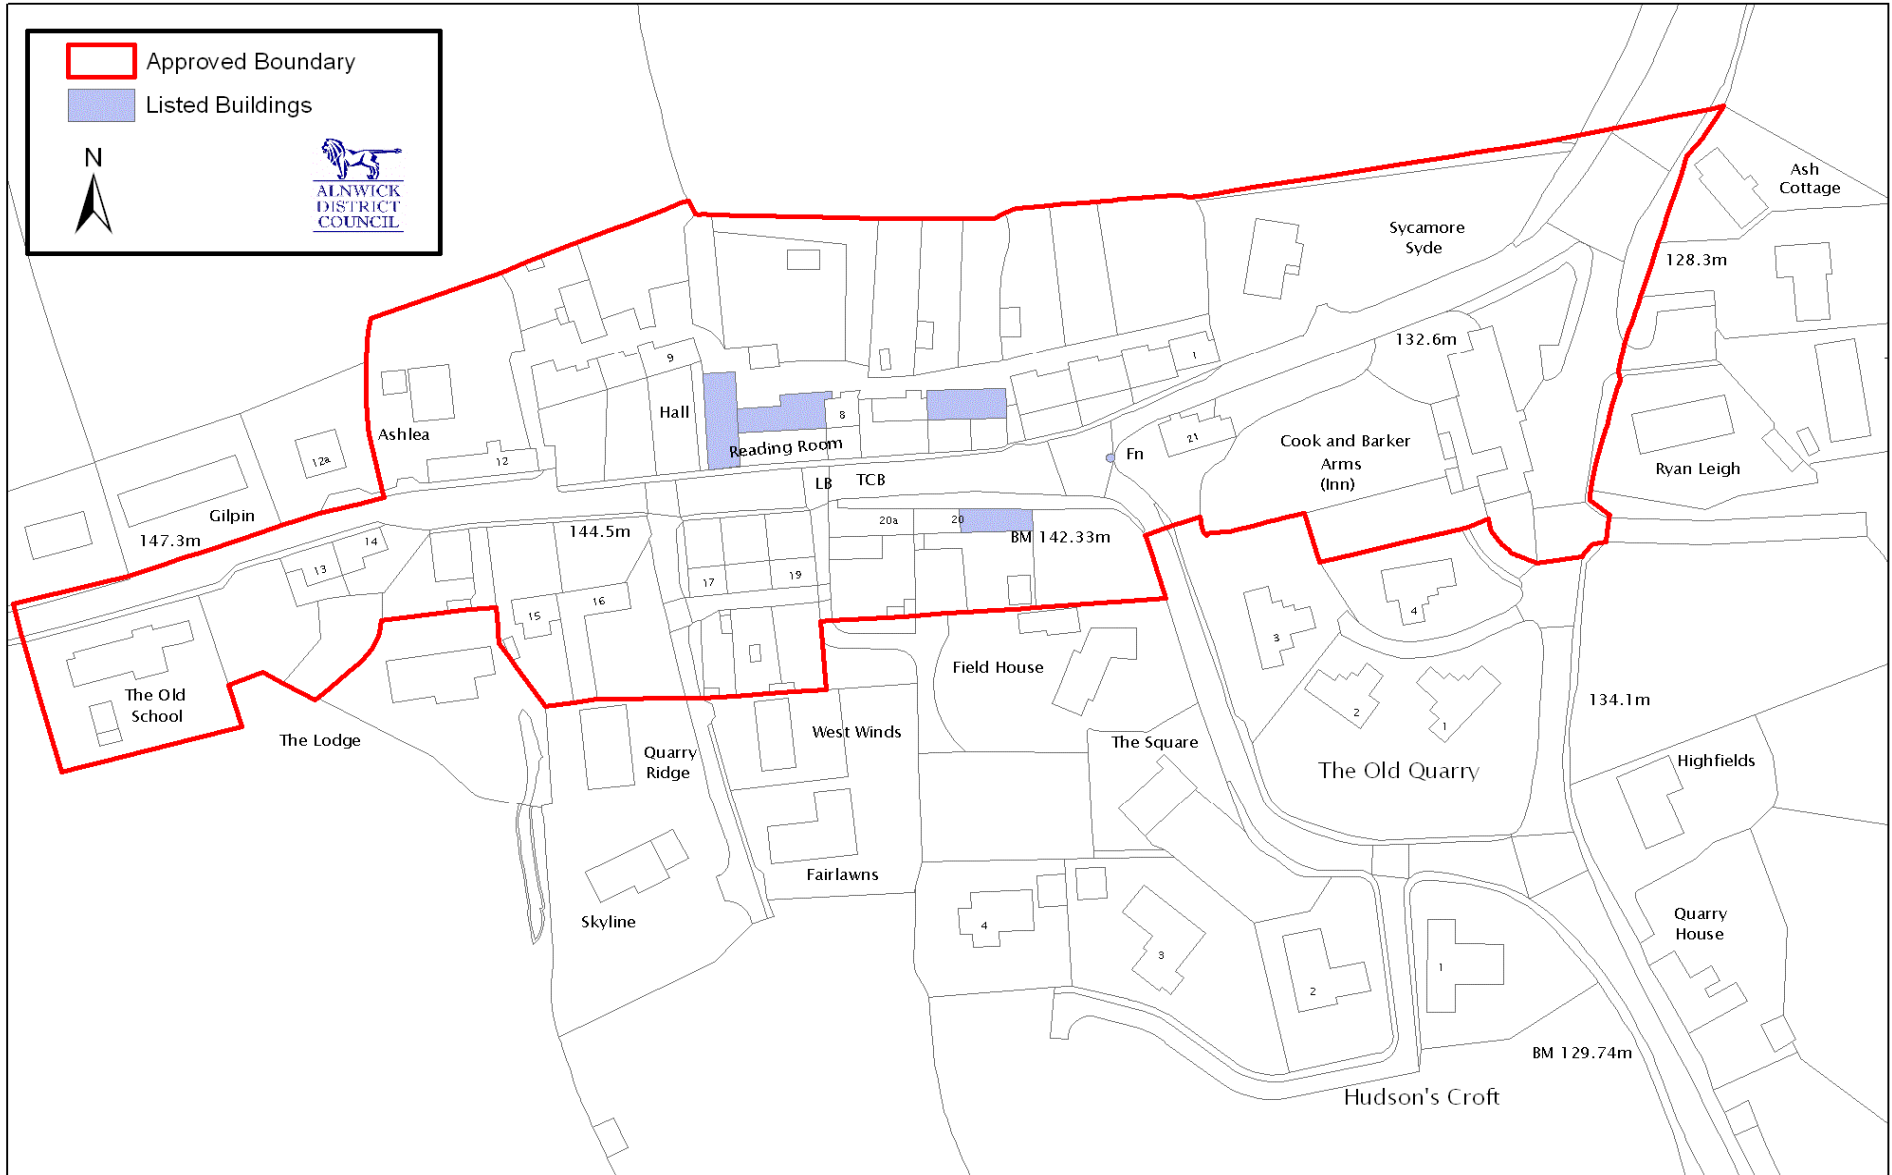 Approved Boundary
Listed Buildings
N
ALNWICK
DISTRICT
COUNCIL
Ash
Cottage
Sycamore
Syde
128.3m
132.6m
9
1
Hall
8
Ashlea
12a
12
Reading Room
21
Fn
Cook and Barker
Arms
(Inn)
Ryan Leigh
LB
TCB
Gilpin
147.3m
144.5m
20a
20
BM 142.33m
14
13
17
19
15
16
4
3
Field House
The Old
School
The Lodge
Quarry
Ridge
West Winds
The Square
2
1
134.1m
The Old Quarry
Highfields
Fairlawns
Skyline
4
3
2
1
Quarry
House
BM 129.74m
Hudson's Croft